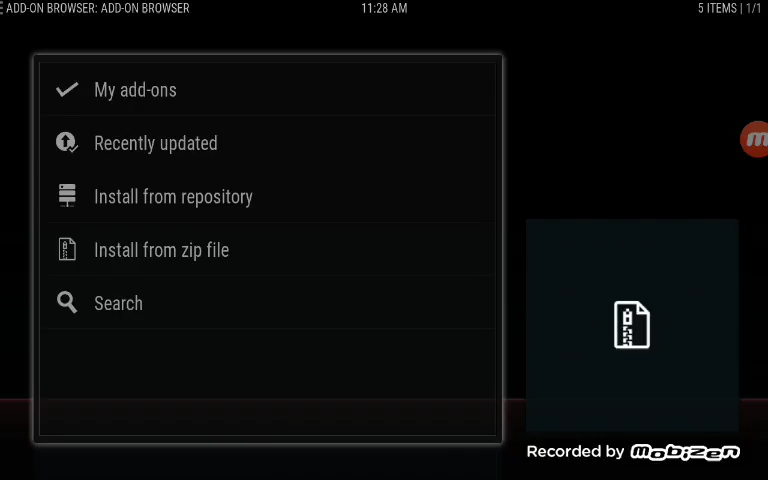 ADD-ON BROWSER: ADD-ON BROWSER
11:28 AM
5 ITEMS | 1/1
My add-ons
Recently updated
Install from repository
Install from zip file
Search
m
Recorded by mobizen